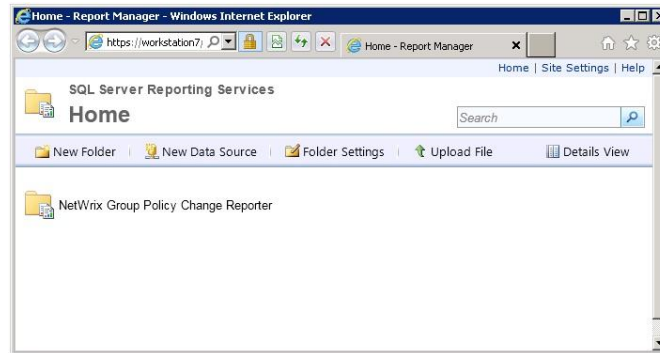 Home - Report Manager - Windows Internet Explorer
https://workstation7/
Home - Report Manager
Home | Site Settings | Help
SQL Server Reporting Services
Home
Search
New Folder | New Data Source | Folder Settings | Upload File Details View
NetWrix Group Policy Change Reporter